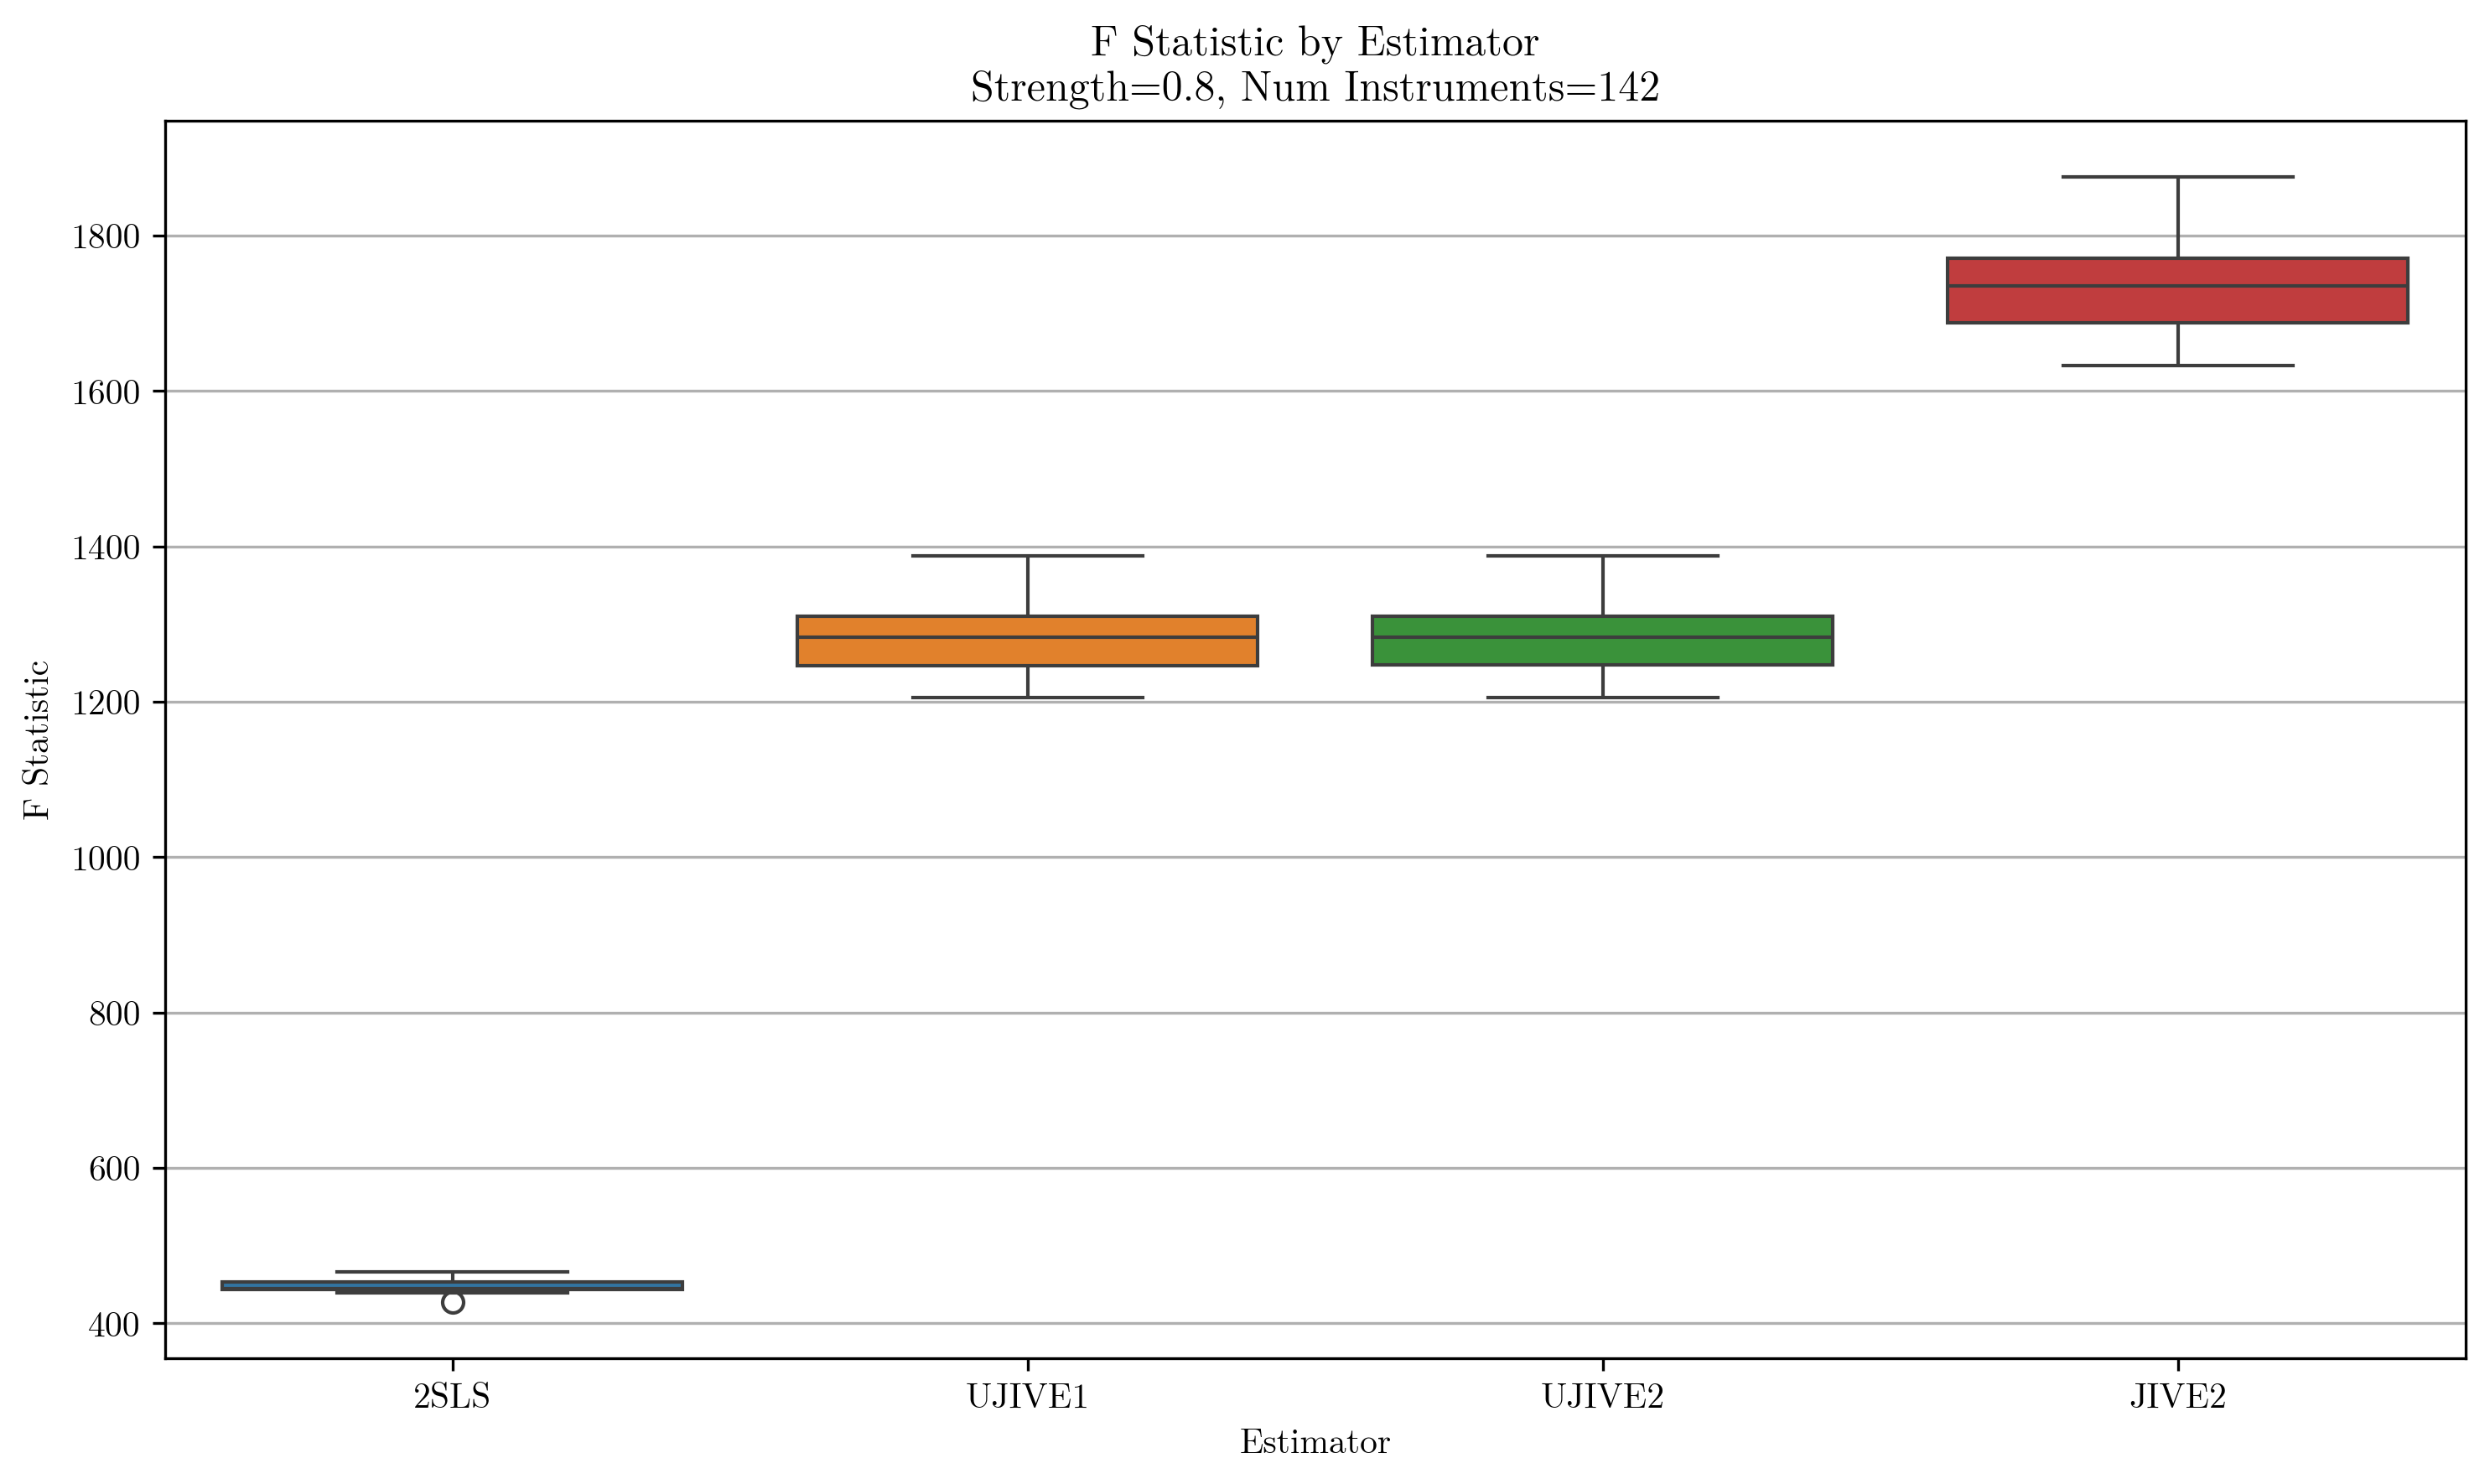 F Statistic by Estimator
Strength=0.8, Num Instruments=142
F Statistic
1800
1600
1400
1200
1000
800
600
400
2SLS
UJIVE1
UJIVE2
JIVE2
Estimator